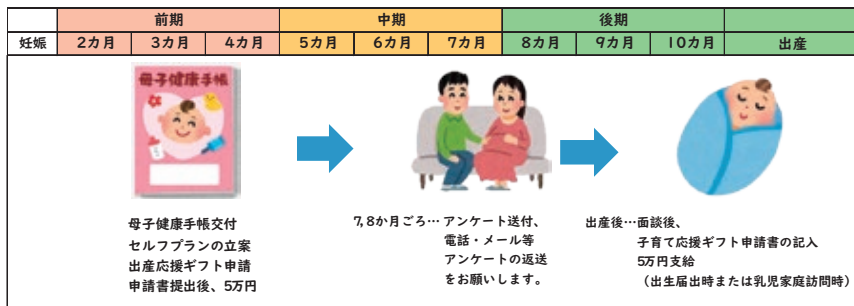 前期 中期 後期
妊娠 2カ月 3カ月 4カ月 5カ月 6カ月 7カ月 8カ月 9カ月 10カ月 出産
母子健康手帳
母子健康手帳交付
セルフプランの立案
出産応援ギフト申請
申請書提出後、5万円
7,8か月ごろ…アンケート送付、
電話・メール等
アンケートの返送
をお願いします。
出産後…面談後、
子育て応援ギフト申請書の記入
5万円支給
（出生届出時または乳児家庭訪問時）